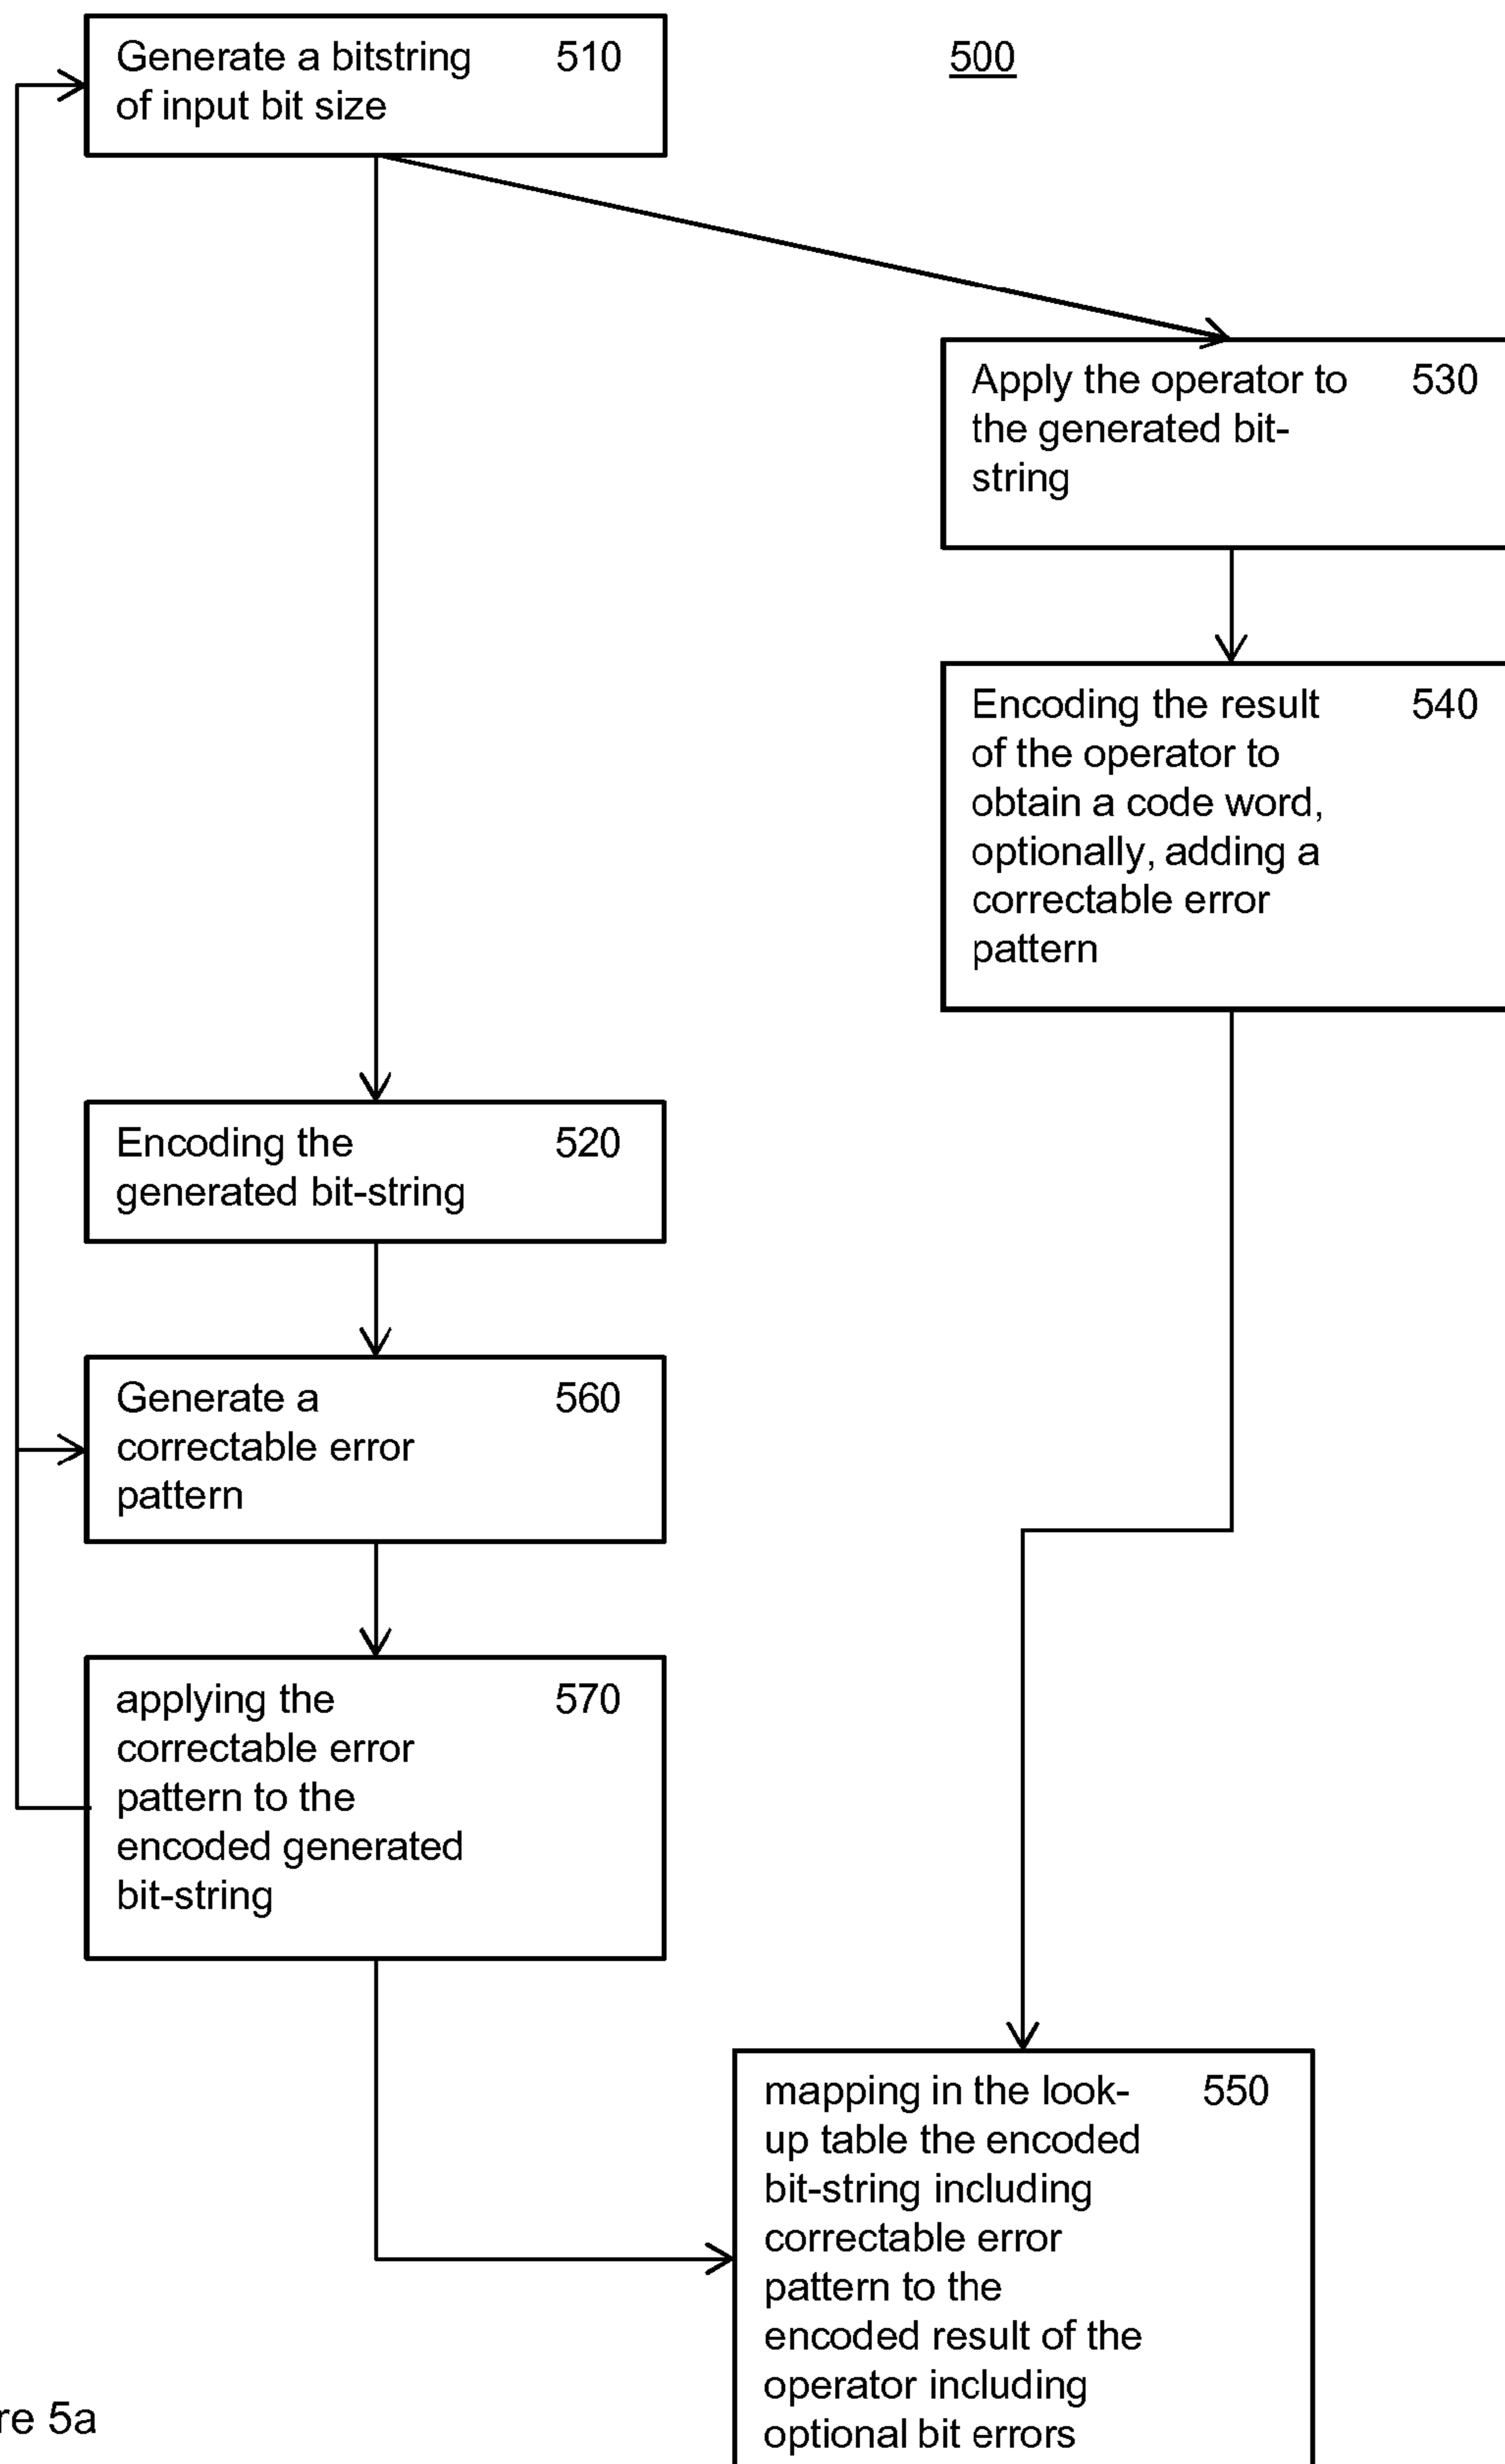 Generate a bitstring 510
of input bit size
500
Apply the operator to 530
the generated bit-
string
Encoding the result 540
of the operator to
obtain a code word,
optionally, adding a
correctable error
pattern
Encoding the 520
generated bit-string
Generate a 560
correctable error
pattern
applying the 570
correctable error
pattern to the
encoded generated
bit-string
mapping in the look- 550
up table the encoded
bit-string including
correctable error
pattern to the
encoded result of the
operator including
optional bit errors
re 5a